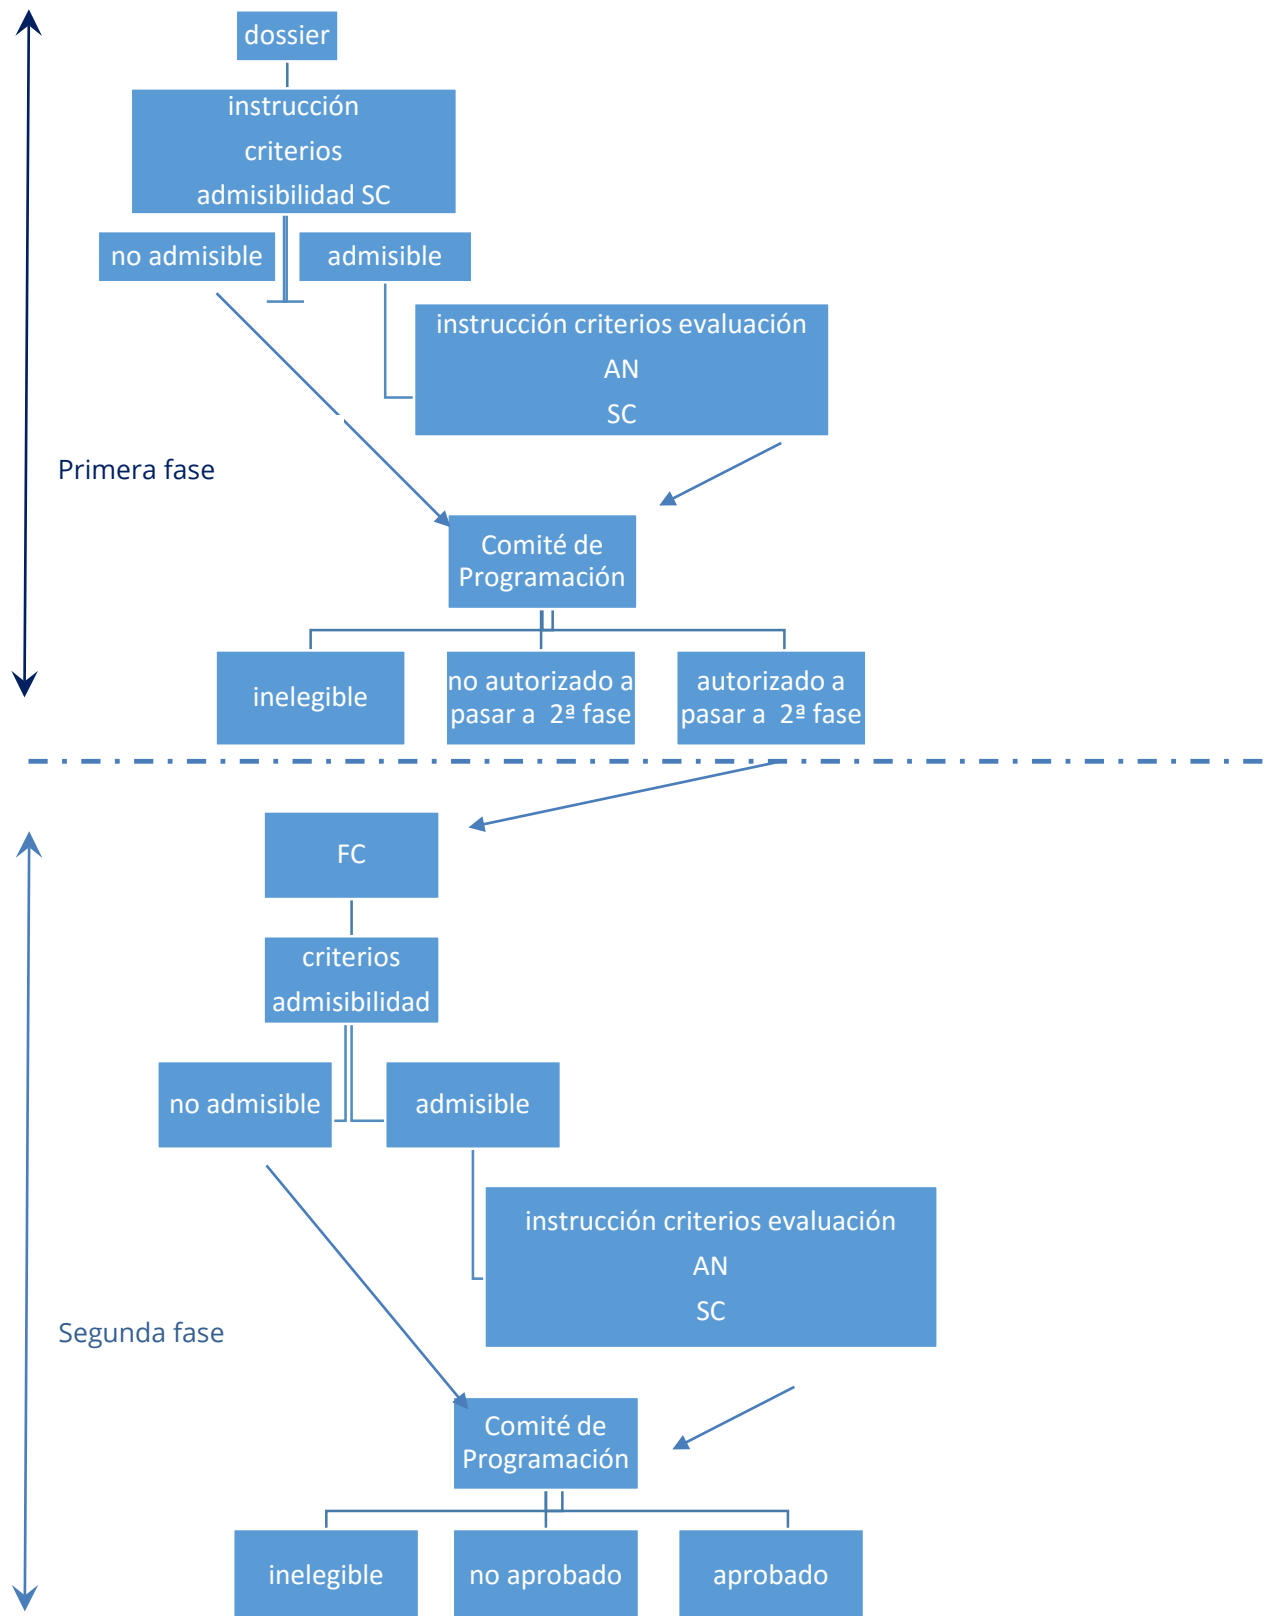 dossier
instrucción
criterios
admisibilidad SC
no admisible
admisible
instrucción criterios evaluación
AN
SC
Primera fase
Comité de
Programación
inelegible
no autorizado a
pasar a 2ª fase
autorizado a
pasar a 2ª fase
FC
criterios
admisibilidad
no admisible
admisible
instrucción criterios evaluación
AN
SC
Segunda fase
Comité de
Programación
inelegible
no aprobado
aprobado